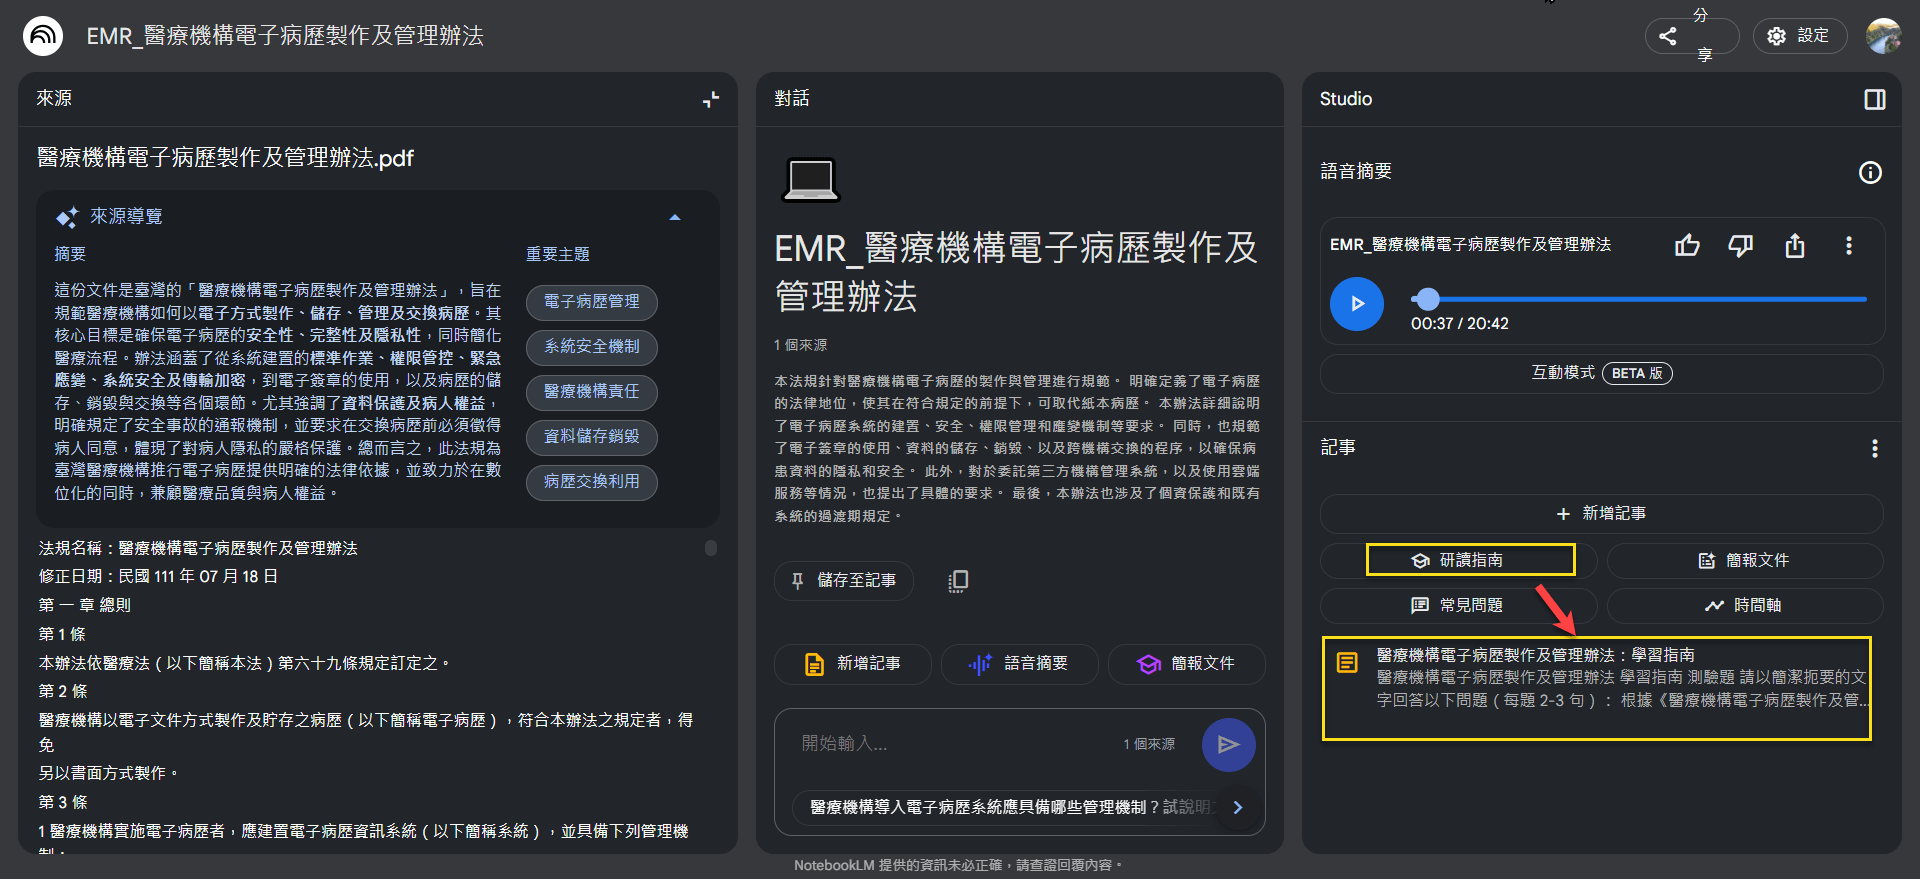 EMR_醫療機構電子病歷製作及管理辦法
分享
設定
來源
醫療機構電子病歷製作及管理辦法.pdf
來源導覽
摘要
這份文件是臺灣的「醫療機構電子病歷製作及管理辦法」，旨在
規範醫療機構如何以電子方式製作、儲存、管理及交換病歷。其
核心目標是確保電子病歷的安全性、完整性及隱私性，同時簡化
醫療流程。辦法涵蓋了從系統建置的標準作業、權限管控、緊急
應變、系統安全及傳輸加密，到電子簽章的使用，以及病歷的儲
存、銷毀與交換等各個環節。尤其強調了資料保護及病人權益，
明確規定了安全事故的通報機制，並要求在交換病歷前必須徵得
病人同意，體現了對病人隱私的嚴格保護。總而言之，此法規為
臺灣醫療機構推行電子病歷提供明確的法律依據，並致力於在數
位化的同時，兼顧醫療品質與病人權益。
重要主題
電子病歷管理
系統安全機制
醫療機構責任
資料儲存銷毀
病歷交換利用
法規名稱：醫療機構電子病歷製作及管理辦法
修正日期：民國 111 年 07 月 18 日
第 一 章 總則
第 1 條
本辦法依醫療法（以下簡稱本法）第六十九條規定訂定之。
第 2 條
醫療機構以電子文件方式製作及貯存之病歷（以下簡稱電子病歷），符合本辦法之規定者，得
免
另以書面方式製作。
第 3 條
1 醫療機構實施電子病歷者，應建置電子病歷資訊系統（以下簡稱系統），並具備下列管理機
制：
對話
EMR_醫療機構電子病歷製作及
管理辦法
1 個來源
本法規針對醫療機構電子病歷的製作與管理進行規範。 明確定義了電子病歷
的法律地位，使其在符合規定的前提下，可取代紙本病歷。 本辦法詳細說明
了電子病歷系統的建置、安全、權限管理和應變機制等要求。 同時，也規範
了電子簽章的使用、資料的儲存、銷毀、以及跨機構交換的程序，以確保病
患資料的隱私和安全。 此外，對於委託第三方機構管理系統，以及使用雲端
服務等情況，也提出了具體的要求。 最後，本辦法也涉及了個資保護和既有
系統的過渡期規定。
儲存至記事
新增記事
語音摘要
簡報文件
開始輸入...
1 個來源
醫療機構導入電子病歷系統應具備哪些管理機制？試說明
NotebookLM 提供的資訊未必正確，請查證回覆內容。
Studio
語音摘要
EMR_醫療機構電子病歷製作及管理辦法
00:37 / 20:42
互動模式 BETA 版
記事
+ 新增記事
研讀指南
簡報文件
常見問題
時間軸
醫療機構電子病歷製作及管理辦法：學習指南
醫療機構電子病歷製作及管理辦法 學習指南 測驗題 請以簡潔扼要的文
字回答以下問題（每題 2-3 句）： 根據《醫療機構電子病歷製作及管...